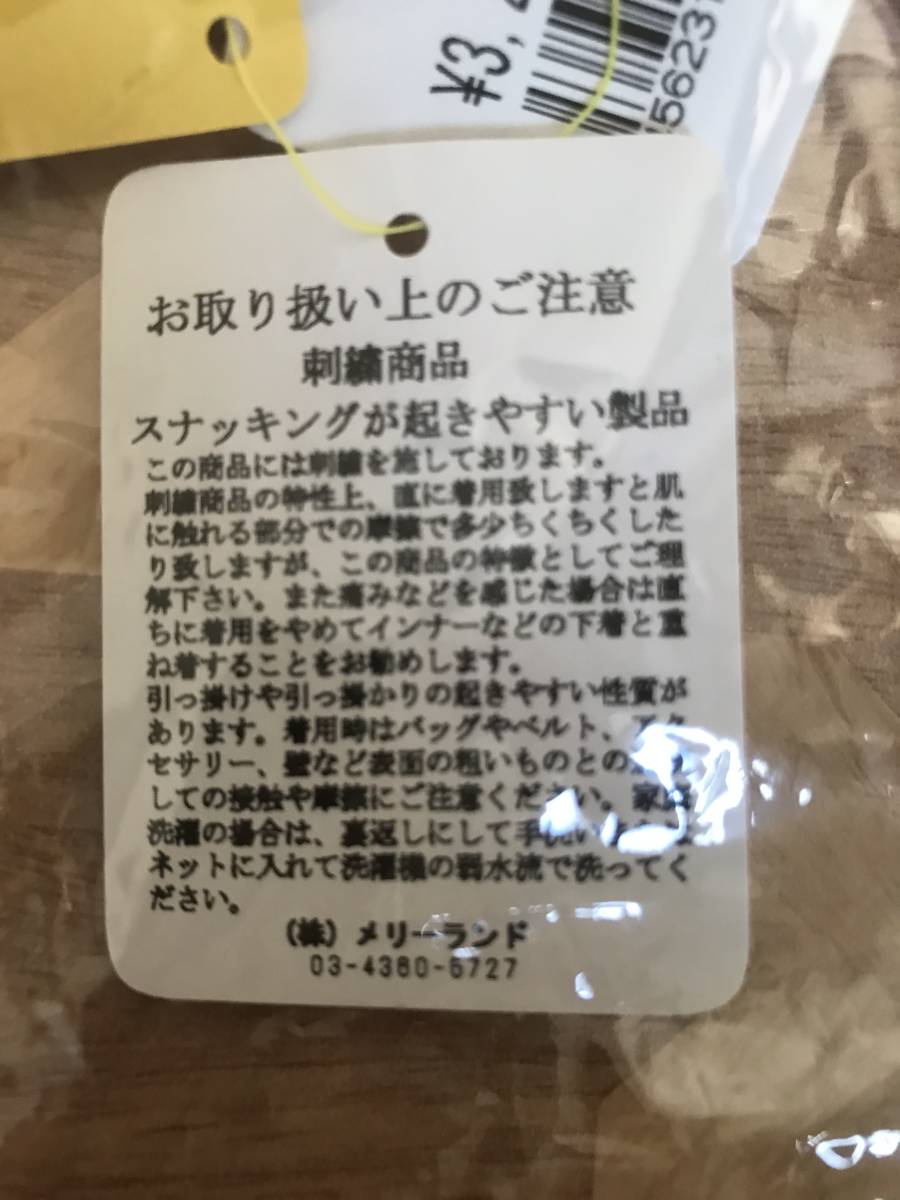 ¥3,
56231
お取り扱い上のご注意
刺繍商品
スナッキングが起きやすい製品
この商品には刺繍を施しております。
刺繍商品の特性上、直に着用致しますと肌
に触れる部分での摩擦で多少ちくちくした
り致しますが、この商品の特徴としてご理
解下さい。また痛みなどを感じた場合は直
ちに着用をやめてインナーなどの下着と重
ね着することをお勧めします。
引っ掛けや引っ掛かりの起きやすい性質が
あります。着用時はバッグやベルト、アク
セサリー、壁など表面の粗いものとの
しての接触や摩擦にご注意ください。家庭
洗濯の場合は、裏返しにして手洗い
ネットに入れて洗濯機の弱水流で洗ってく
ださい。
(株)メリーランド
03-4360-5727